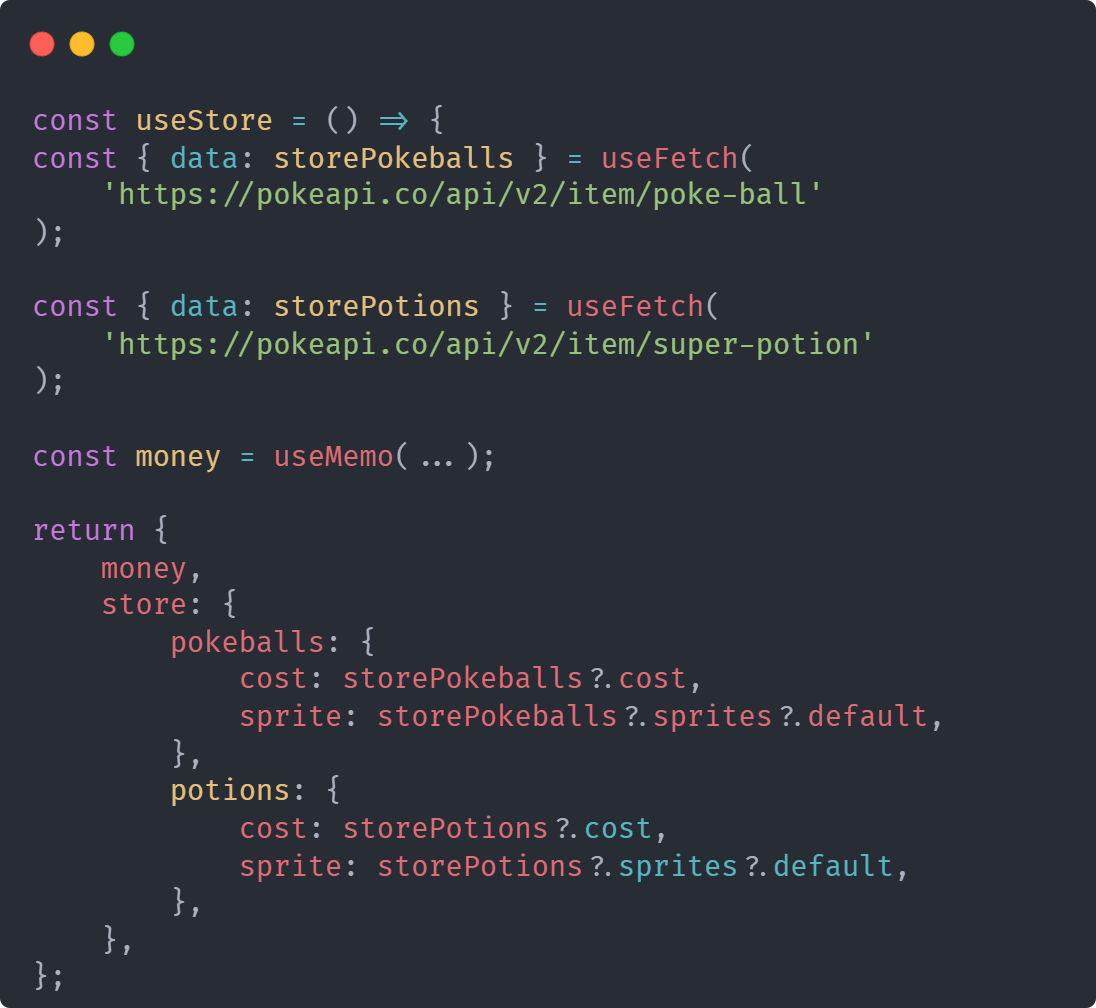 const useStore = () => {
const { data: storePokeballs } = useFetch(
    'https://pokeapi.co/api/v2/item/poke-ball'
);

const { data: storePotions } = useFetch(
    'https://pokeapi.co/api/v2/item/super-potion'
);

const money = useMemo(...);

return {
    money,
    store: {
        pokeballs: {
            cost: storePokeballs?.cost,
            sprite: storePokeballs?.sprites?.default,
        },
        potions: {
            cost: storePotions?.cost,
            sprite: storePotions?.sprites?.default,
        },
    },
};